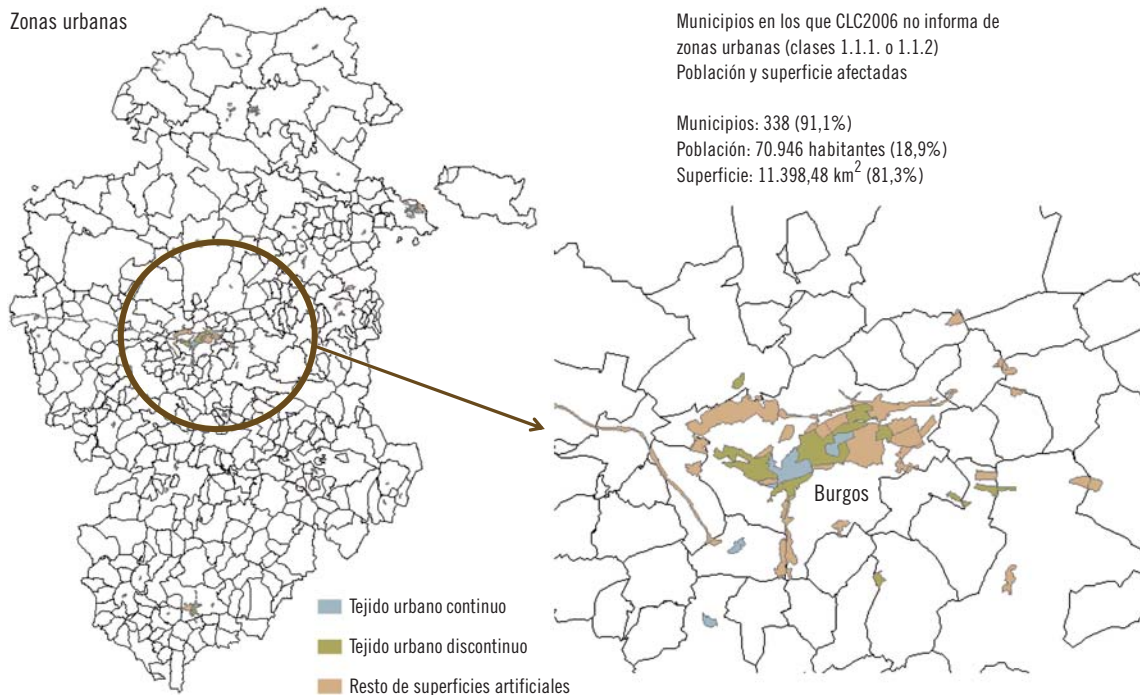 Zonas urbanas
Municipios en los que CLC2006 no informa de
zonas urbanas (clases 1.1.1. o 1.1.2)
Población y superficie afectadas
Municipios: 338 (91,1%)
Población: 70.946 habitantes (18,9%)
Superficie: 11.398,48 km² (81,3%)
Burgos
Tejido urbano continuo
Tejido urbano discontinuo
Resto de superficies artificiales